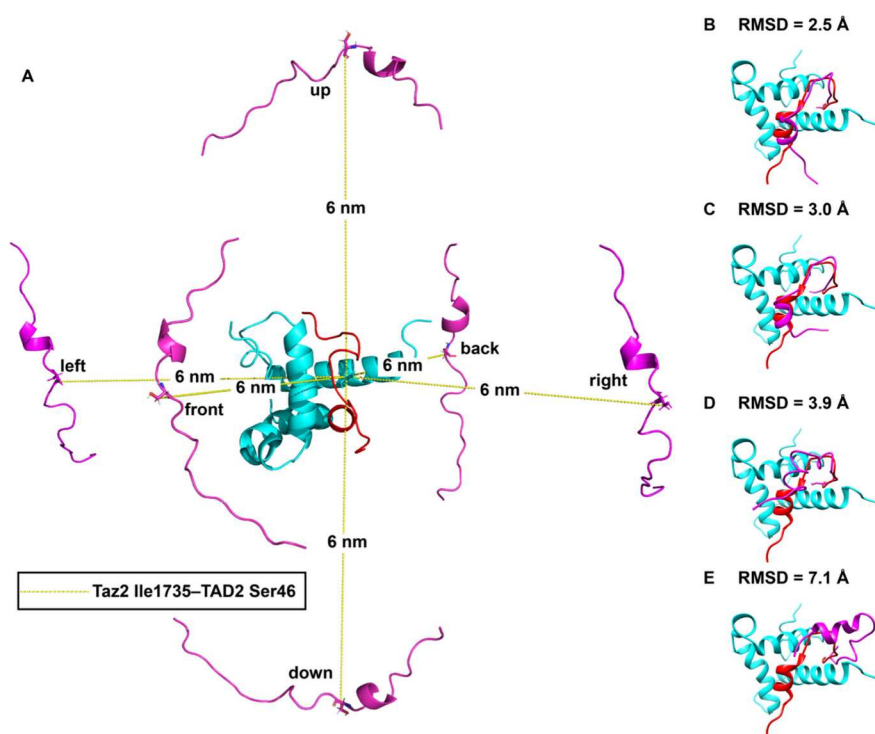 A
up
6 nm
left
6 nm
6 nm
front
6 nm
back
6 nm
right
6 nm
Taz2 Ile1735–TAD2 Ser46
down
B RMSD = 2.5 Å
C RMSD = 3.0 Å
D RMSD = 3.9 Å
E RMSD = 7.1 Å